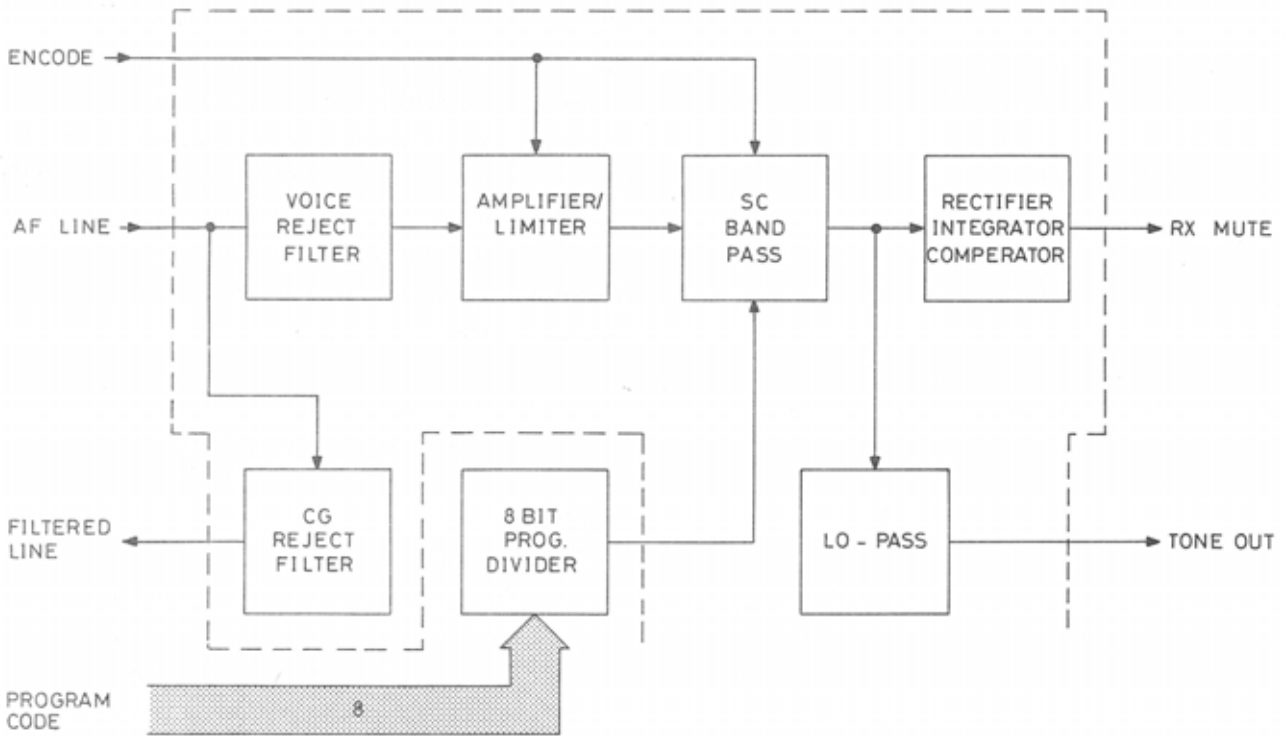 ENCODE
AF LINE
VOICE
REJECT
FILTER
AMPLIFIER/
LIMITER
SC
BAND
PASS
RECTIFIER
INTEGRATOR
COMPERATOR
RX MUTE
FILTERED
LINE
CG
REJECT
FILTER
8 BIT
PROG.
DIVIDER
LO - PASS
TONE OUT
PROGRAM
CODE
8